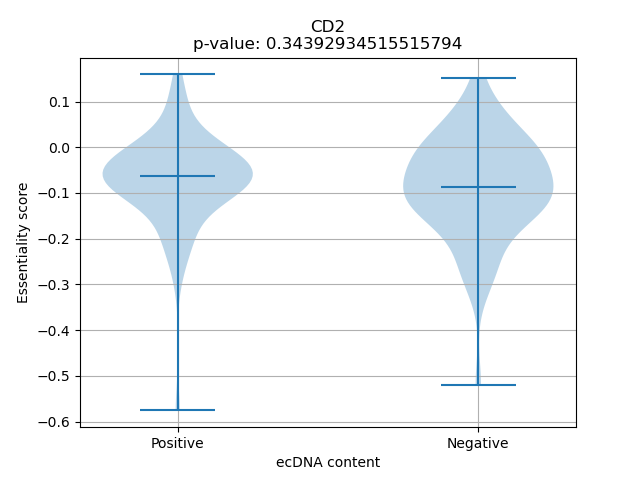 CD2
p-value: 0.34392934515515794
0.1
0.0
−0.1
−0.2
−0.3
−0.4
−0.5
−0.6
Essentiality score
Positive
Negative
ecDNA content